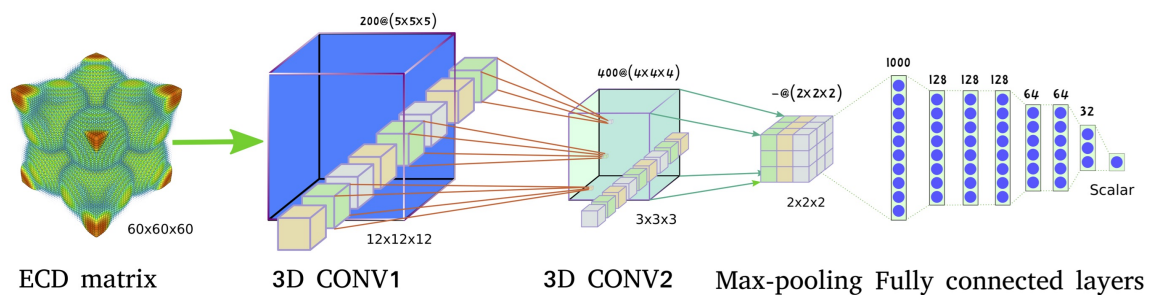 200@(5x5x5)
400@(4x4x4)
-@(2x2x2)
1000
128 128 128
64 64
32
Scalar
60x60x60
12x12x12
3x3x3
2x2x2
ECD matrix
3D CONV1
3D CONV2
Max-pooling
Fully connected layers